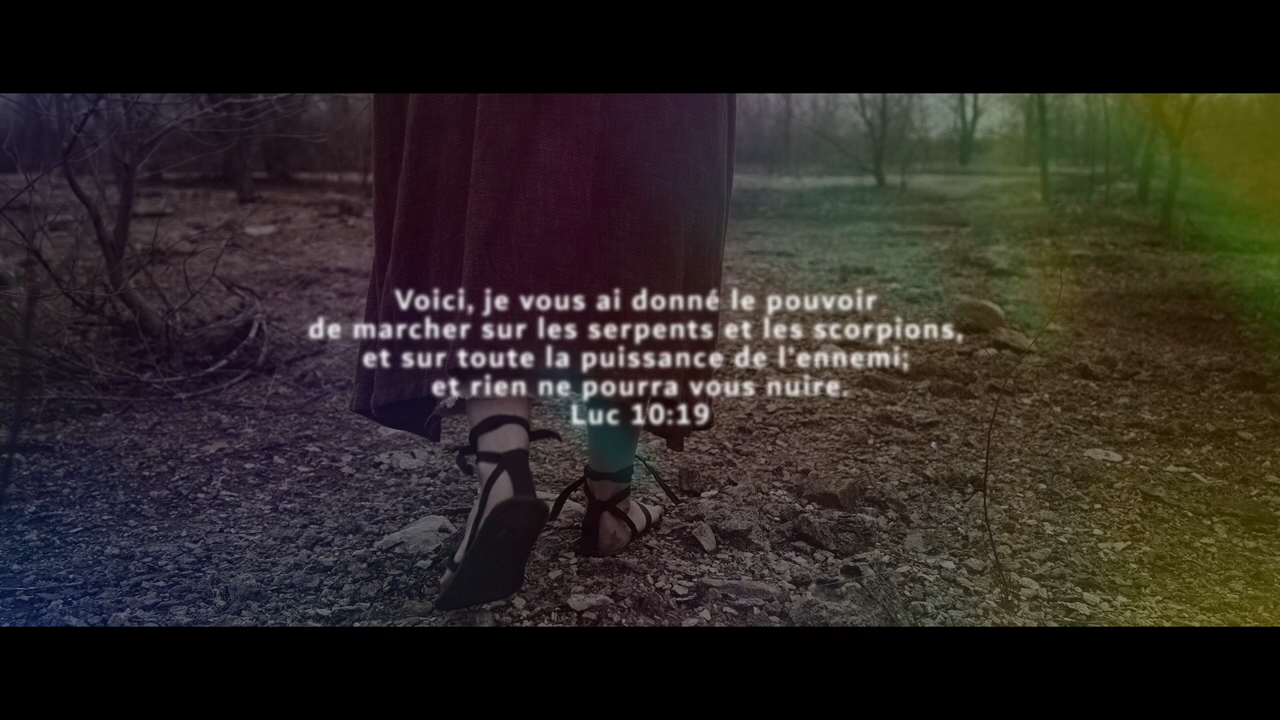 Voici, je vous ai donné le pouvoir
de marcher sur les serpents et les scorpions,
et sur toute la puissance de l'ennemi;
et rien ne pourra vous nuire.
Luc 10:19